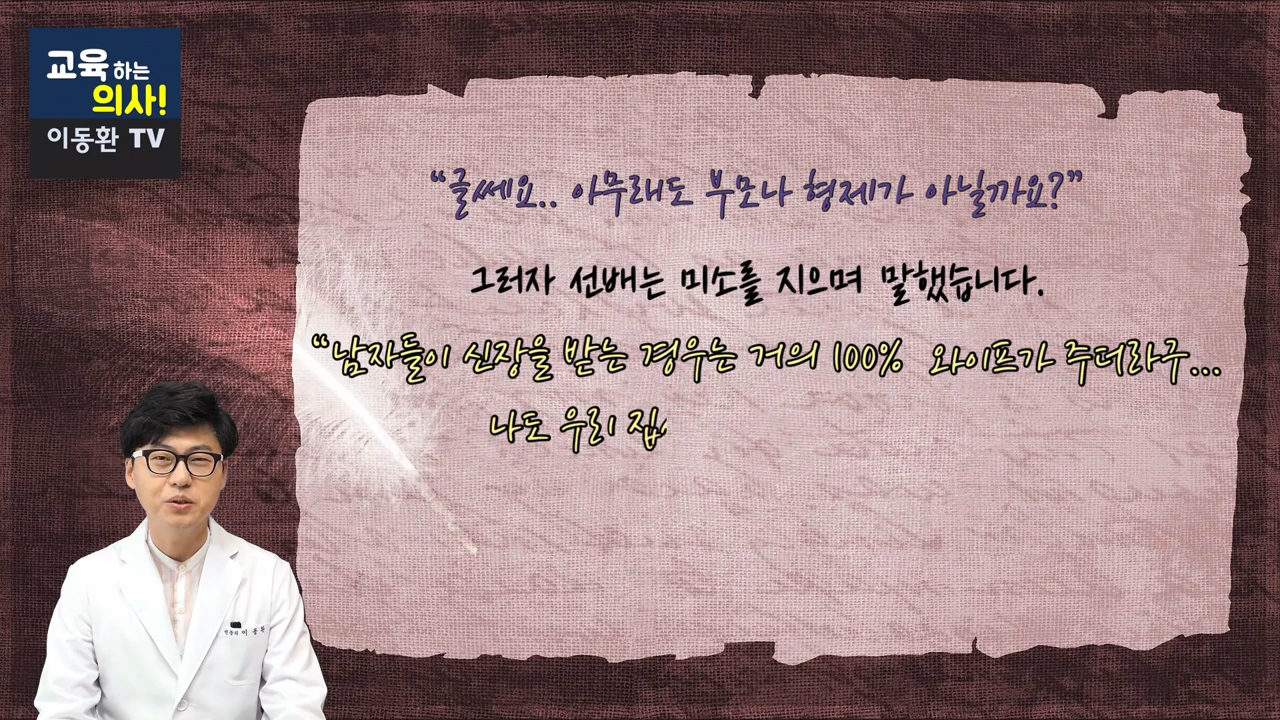 교육하는
의사!
이동환 TV
“글쎄요.. 아무래도 부모나 형제가 아닐까요?”
그러자 선배는 미소를 지으며 말했습니다.
“남자들이 신장을 받는 경우는 거의 100% 와이프가 주더라구...
나도 우리 집
이동환